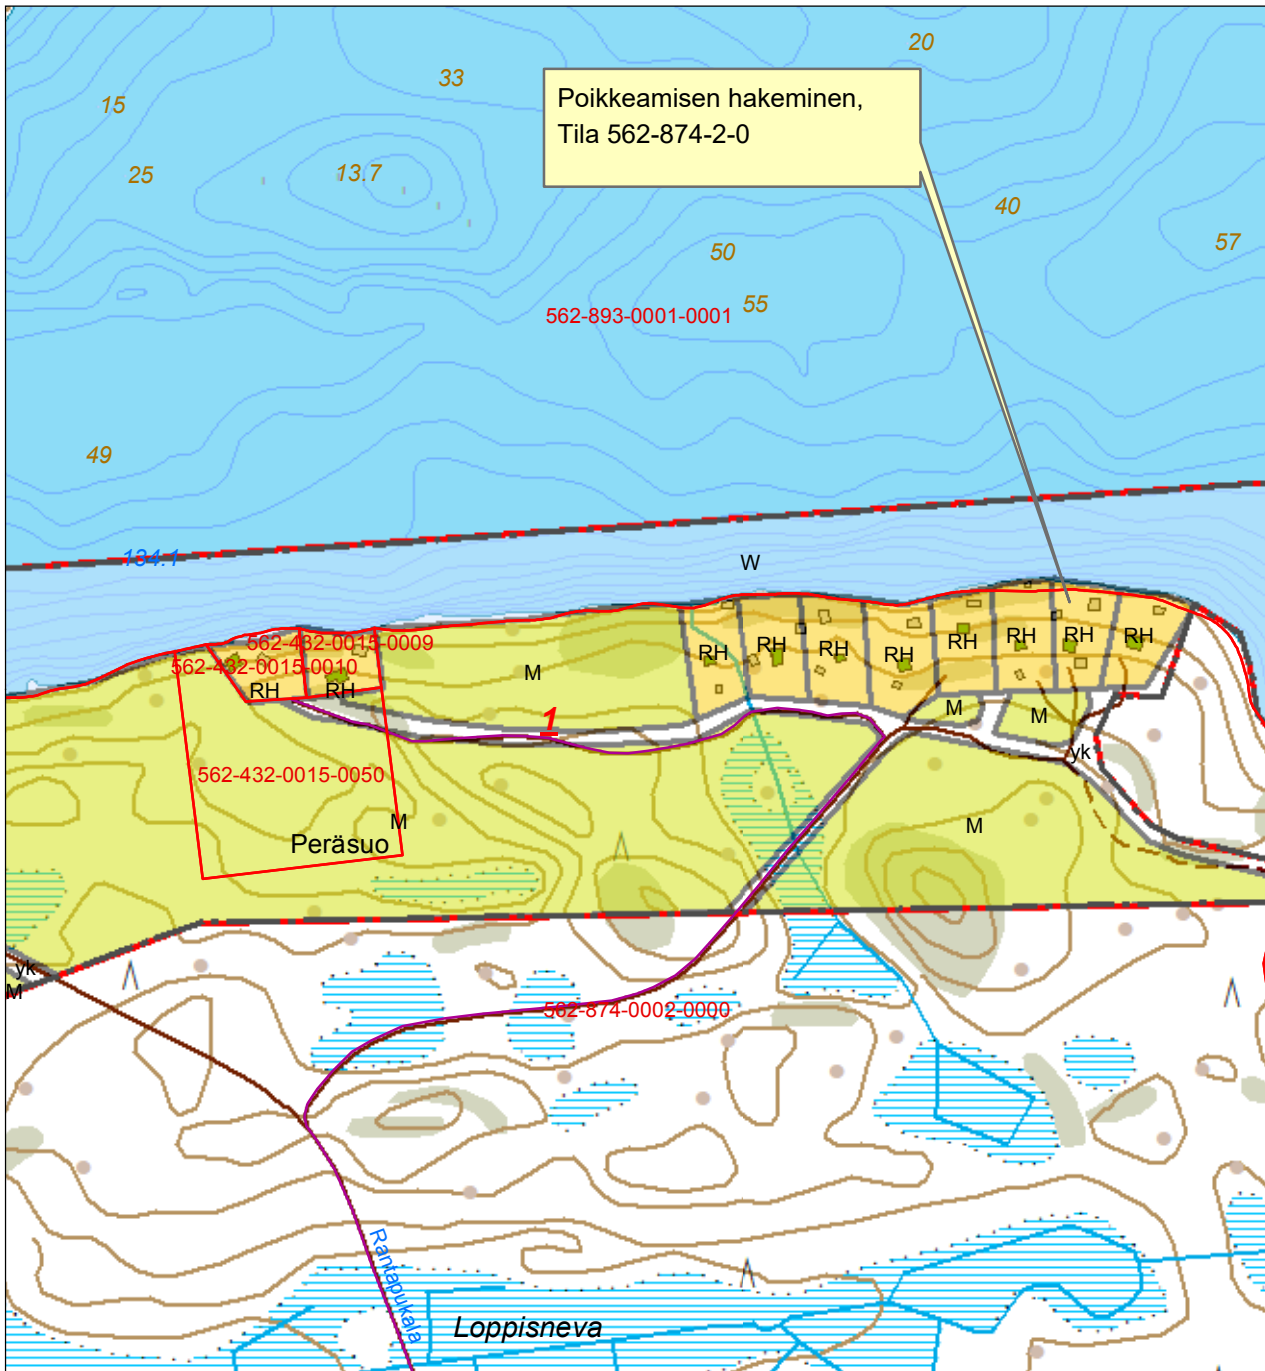 20
33
15
Poikkeamisen hakeminen,
Tila 562-874-2-0
25
13.7
40
57
50
55
562-893-0001-0001
49
134.1
W
562-432-0015-0009
562-432-0015-0010
RH
RH
M
RH
RH
RH
RH
RH
RH
RH
RH
M
M
1
yk
562-432-0015-0050
M
M
Peräsuo
yk
M
562-874-0002-0000
Rantapukala
Loppisneva